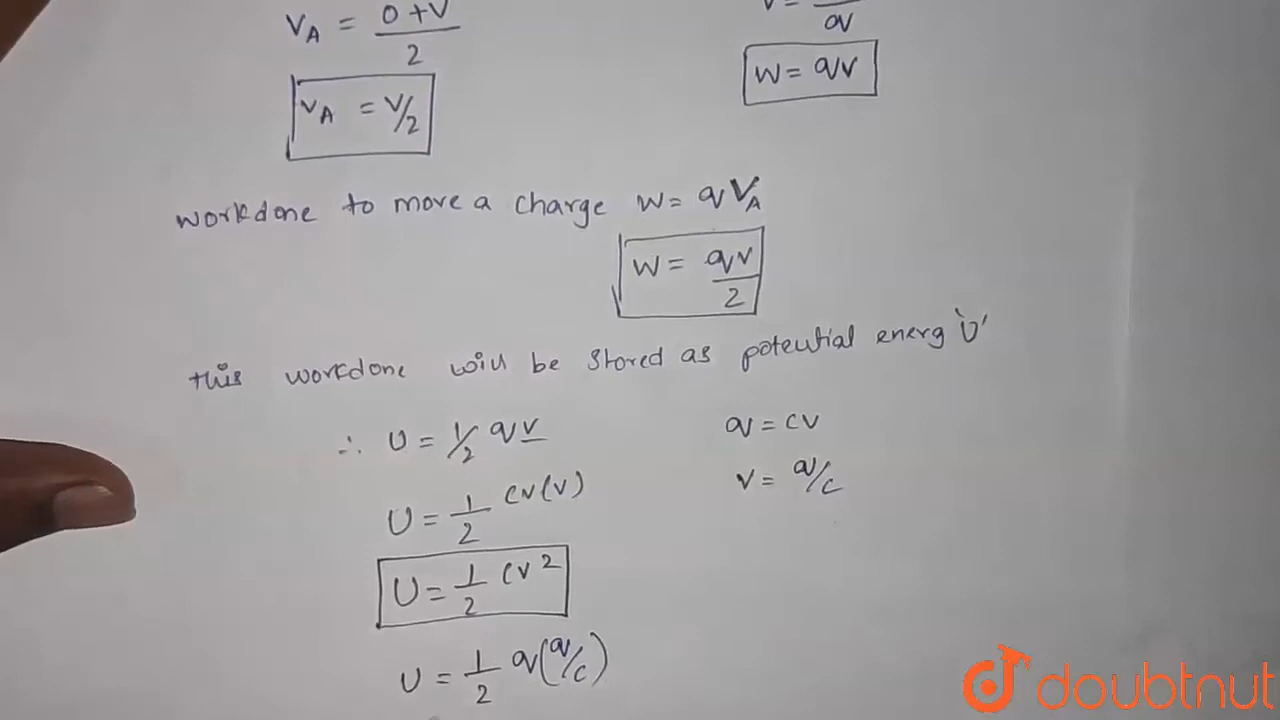 V_A = 0+V/2
V = /q
W = qV
V_A = V/2
workdone to move a charge W = qV_A
W = qV/2
this workdone will be stored as potential energ 'U'
∴ U = 1/2 qV
q = CV
U = 1/2 CV(V)
V = q/C
U = 1/2 CV²
U = 1/2 q(q/C)
doubtnut